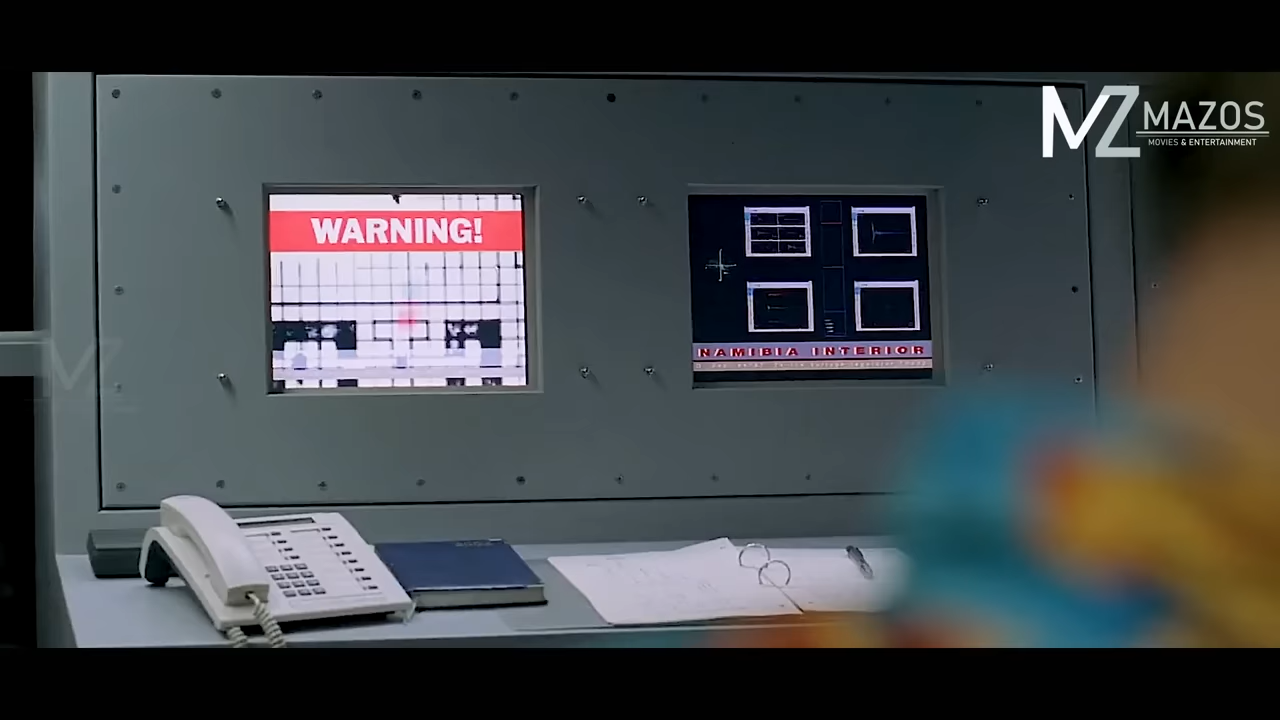 MZ MAZOS
MOVIES & ENTERTAINMENT
WARNING!
NAMIBIA INTERIOR